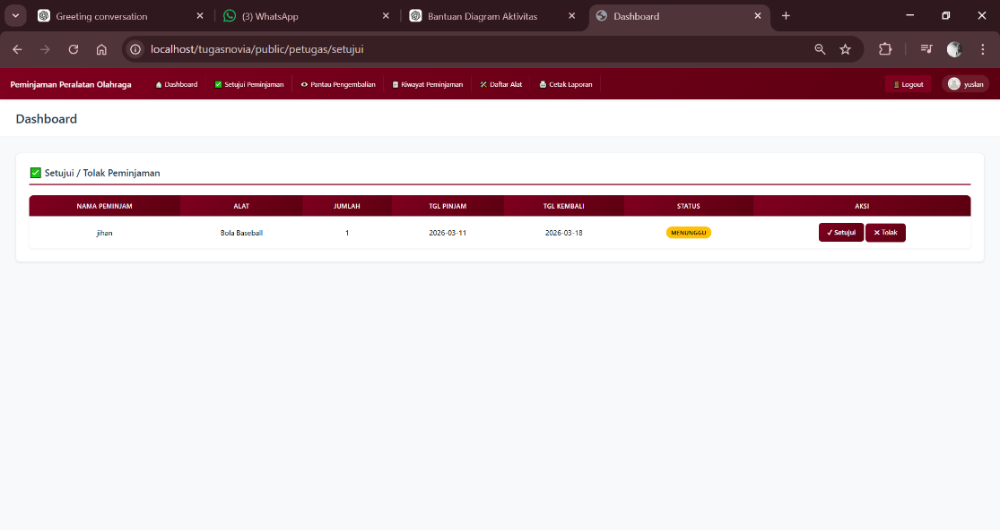 Greeting conversation
(3) WhatsApp
Bantuan Diagram Aktivitas
Dashboard
localhost/tugasnovia/public/petugas/setujui
Peminjaman Peralatan Olahraga
Dashboard
Setujui Peminjaman
Pantau Pengembalian
Riwayat Peminjaman
Daftar Alat
Cetak Laporan
Logout
yuslan
Dashboard
Setujui / Tolak Peminjaman
NAMA PEMINJAM ALAT JUMLAH TGL PINJAM TGL KEMBALI STATUS AKSI
jihan Bola Baseball 1 2026-03-11 2026-03-18 MENUNGGU ✓ Setujui ✕ Tolak